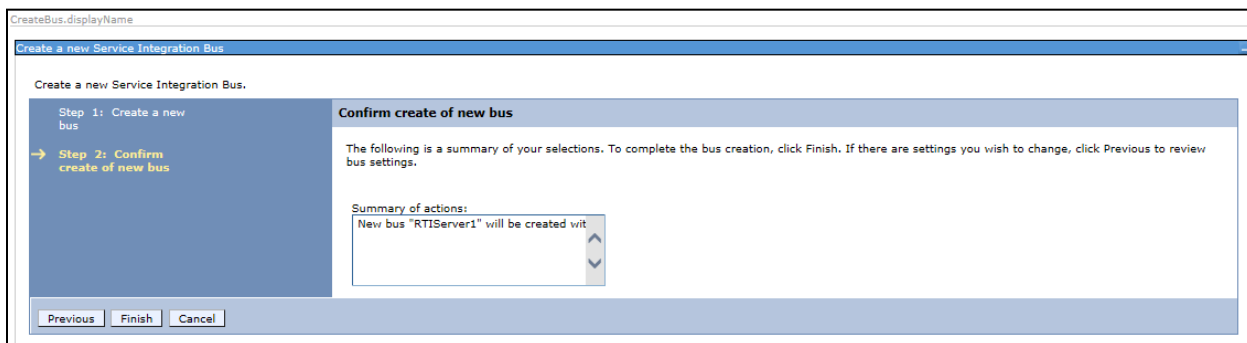 CreateBus.displayName
Create a new Service Integration Bus
Create a new Service Integration Bus.
Step 1: Create a new
bus
Step 2: Confirm
create of new bus
Confirm create of new bus
The following is a summary of your selections. To complete the bus creation, click Finish. If there are settings you wish to change, click Previous to review
bus settings.
Summary of actions:
New bus "RTIServer1" will be created wit
Previous Finish Cancel